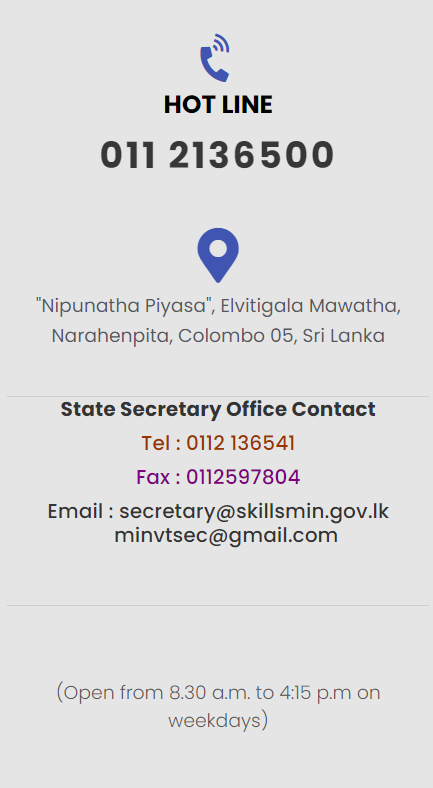 HOT LINE
011 2136500
"Nipunatha Piyasa", Elvitigala Mawatha,
Narahenpita, Colombo 05, Sri Lanka
State Secretary Office Contact
Tel : 0112 136541
Fax : 0112597804
Email : secretary@skillsmin.gov.lk
minvtsec@gmail.com
(Open from 8.30 a.m. to 4:15 p.m on
weekdays)